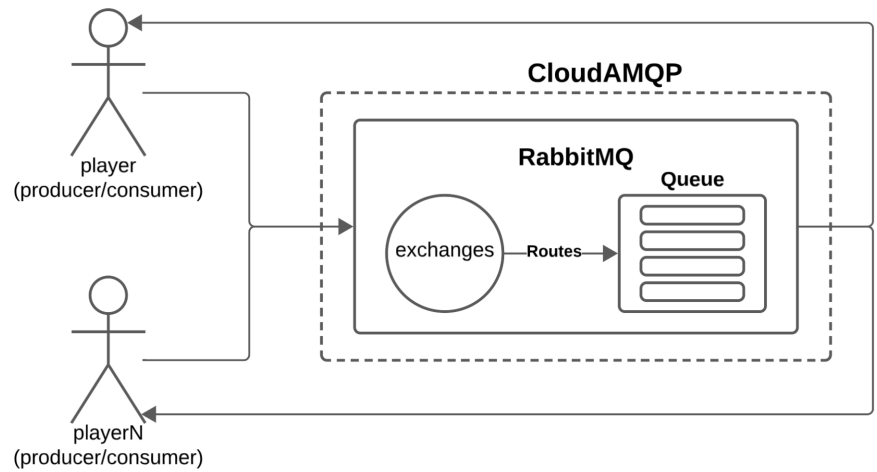 CloudAMQP
RabbitMQ
Queue
exchanges
Routes
player
(producer/consumer)
playerN
(producer/consumer)